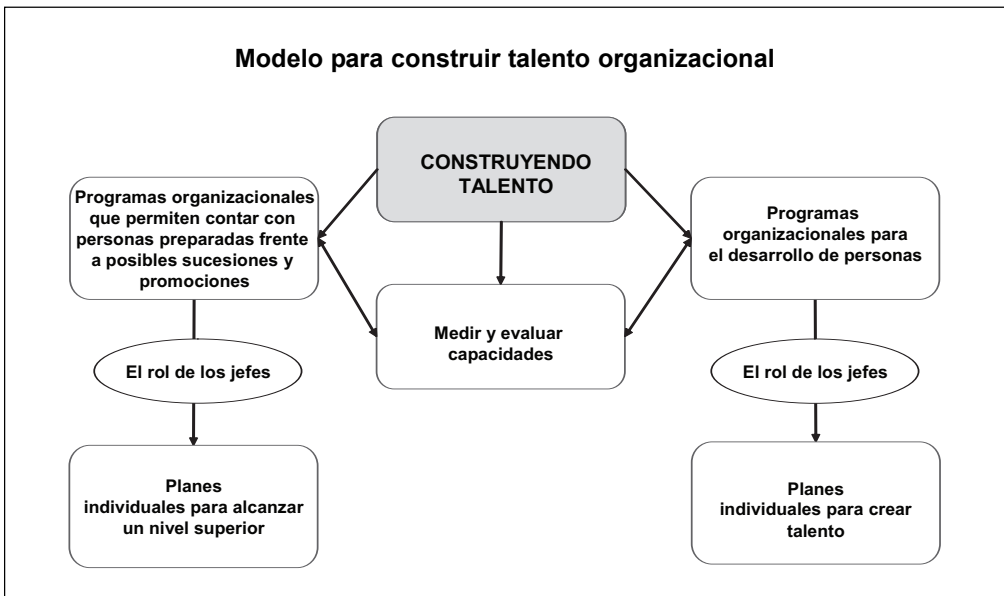 Modelo para construir talento organizacional
CONSTRUYENDO
TALENTO
Programas organizacionales
que permiten contar con
personas preparadas frente
a posibles sucesiones y
promociones
Programas
organizacionales para
el desarrollo de personas
Medir y evaluar
capacidades
El rol de los jefes
El rol de los jefes
Planes
individuales para alcanzar
un nivel superior
Planes
individuales para crear
talento